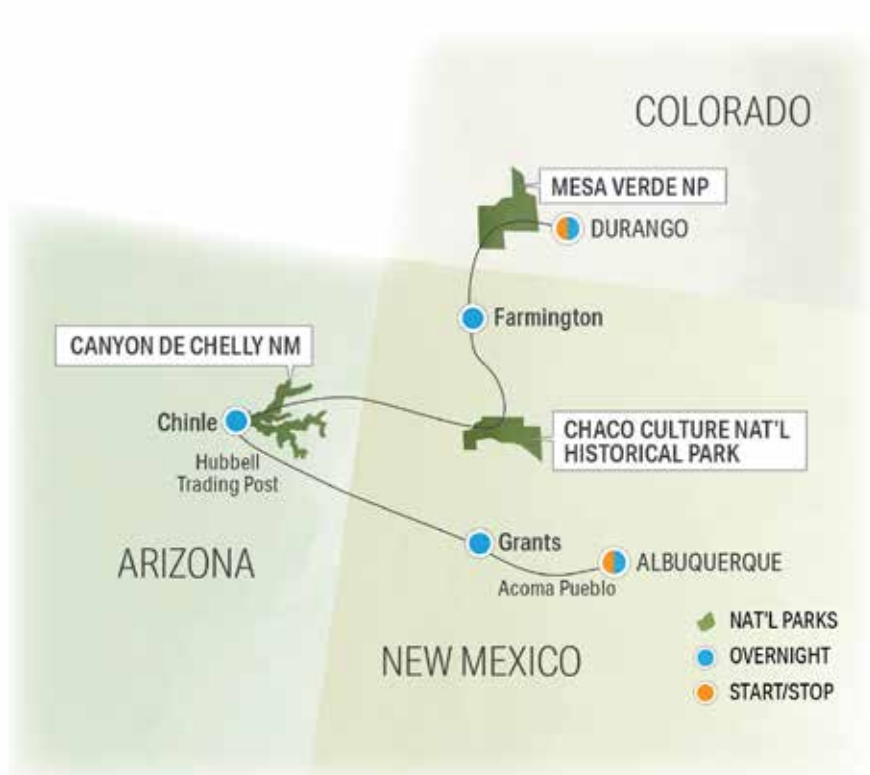 COLORADO
MESA VERDE NP
DURANGO
Farmington
CANYON DE CHELLY NM
Chinle
Hubbell
Trading Post
CHACO CULTURE NAT'L
HISTORICAL PARK
ARIZONA
Grants
ALBUQUERQUE
Acoma Pueblo
NEW MEXICO
NAT'L PARKS
OVERNIGHT
START/STOP